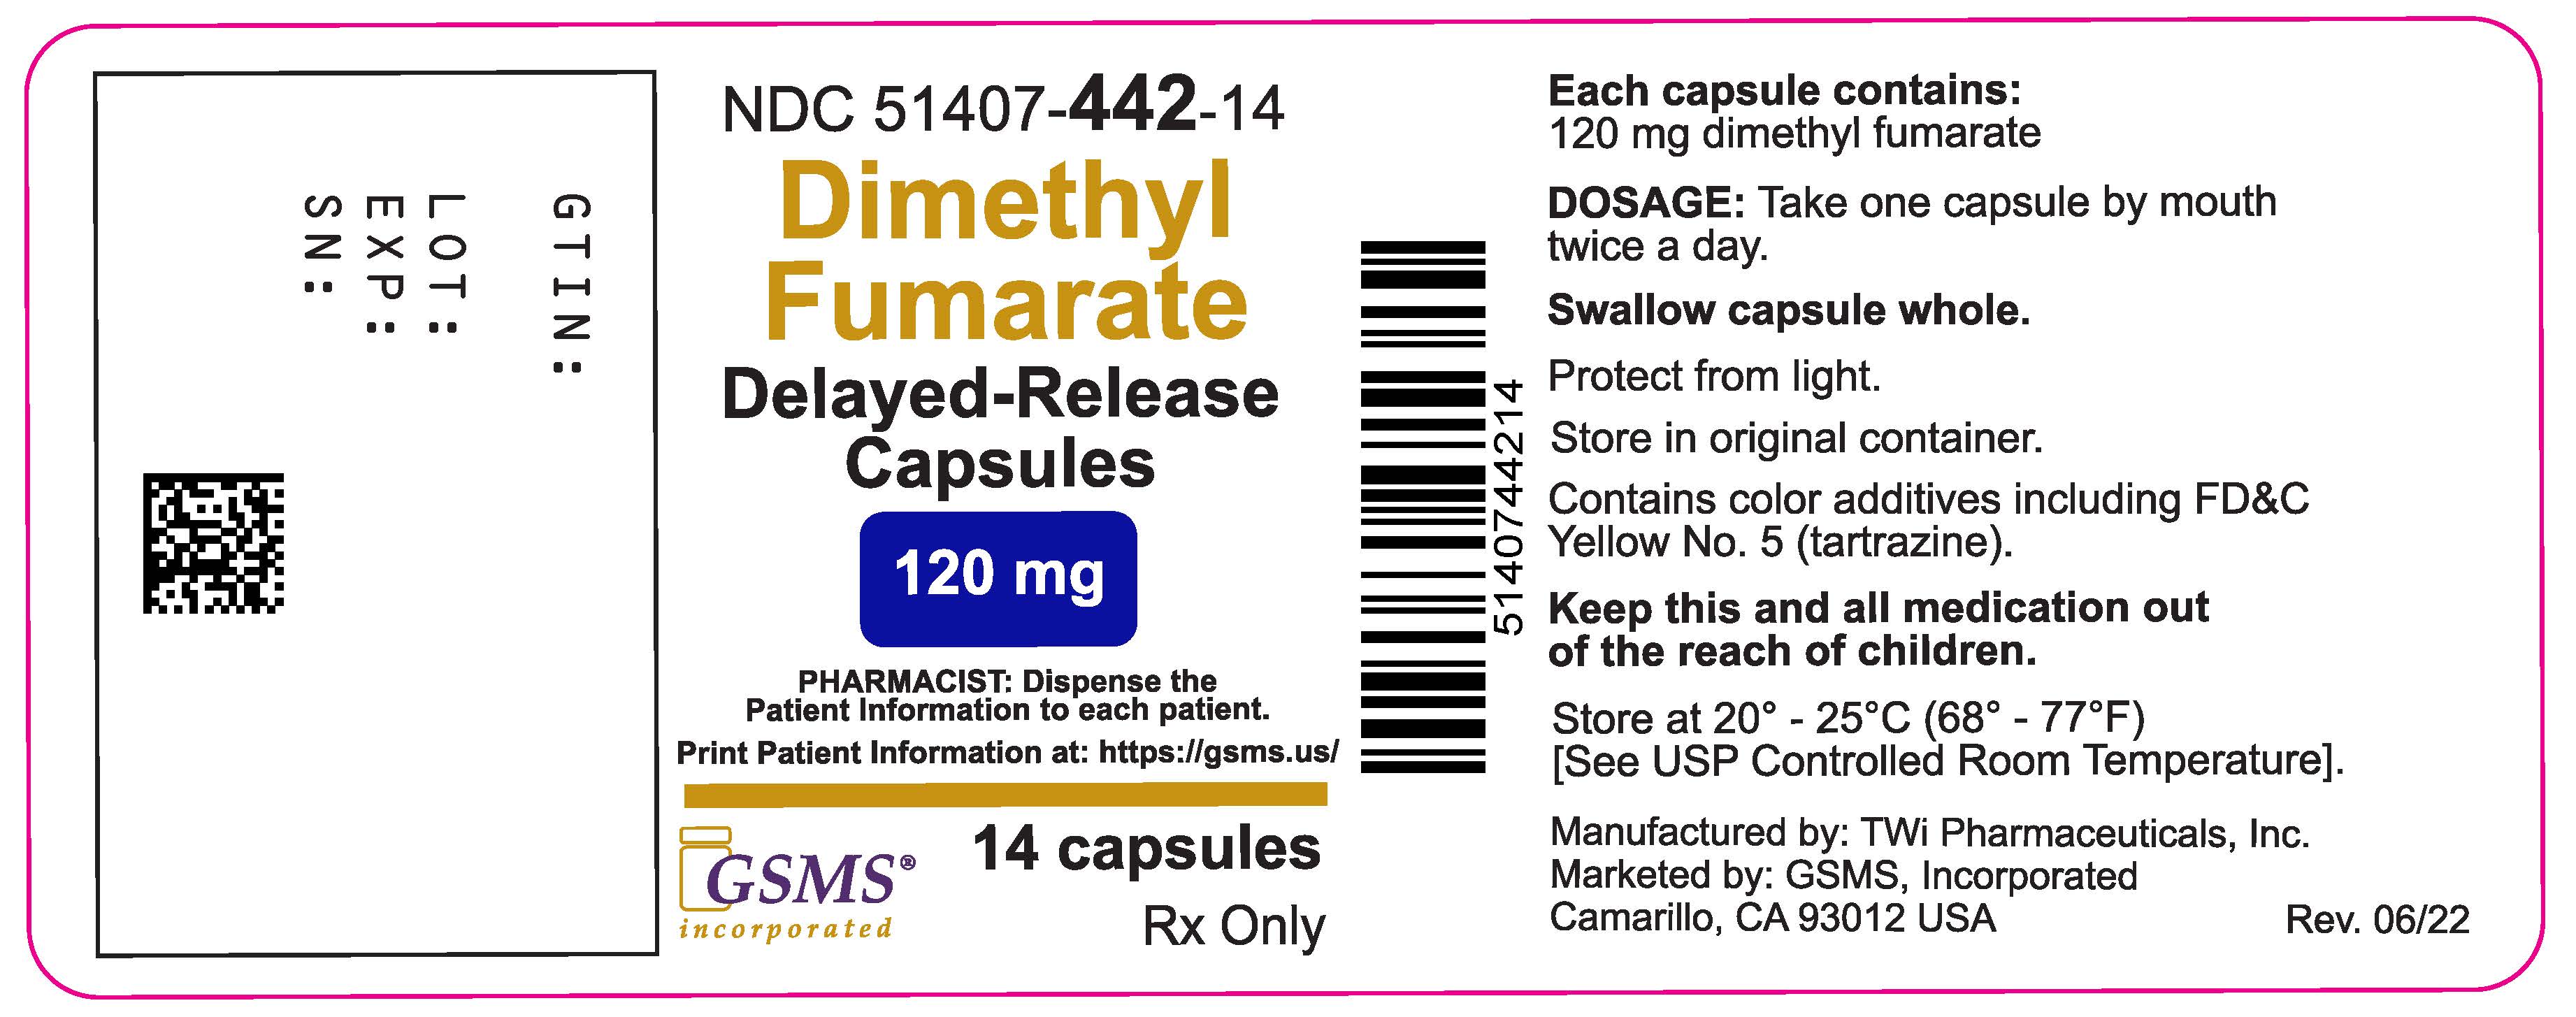 GTIN:
LOT:
EXP:
SN:
NDC 51407-442-14
Dimethyl
Fumarate
Delayed-Release
Capsules
120 mg
PHARMACIST: Dispense the
Patient Information to each patient.
Print Patient Information at: https://gsms.us/
GSMS®
incorporated
14 capsules
Rx Only
5140744214
Each capsule contains:
120 mg dimethyl fumarate
DOSAGE: Take one capsule by mouth
twice a day.
Swallow capsule whole.
Protect from light.
Store in original container.
Contains color additives including FD&C
Yellow No. 5 (tartrazine).
Keep this and all medication out
of the reach of children.
Store at 20° - 25°C (68° - 77°F)
[See USP Controlled Room Temperature].
Manufactured by: TWi Pharmaceuticals, Inc.
Marketed by: GSMS, Incorporated
Camarillo, CA 93012 USA
Rev. 06/22